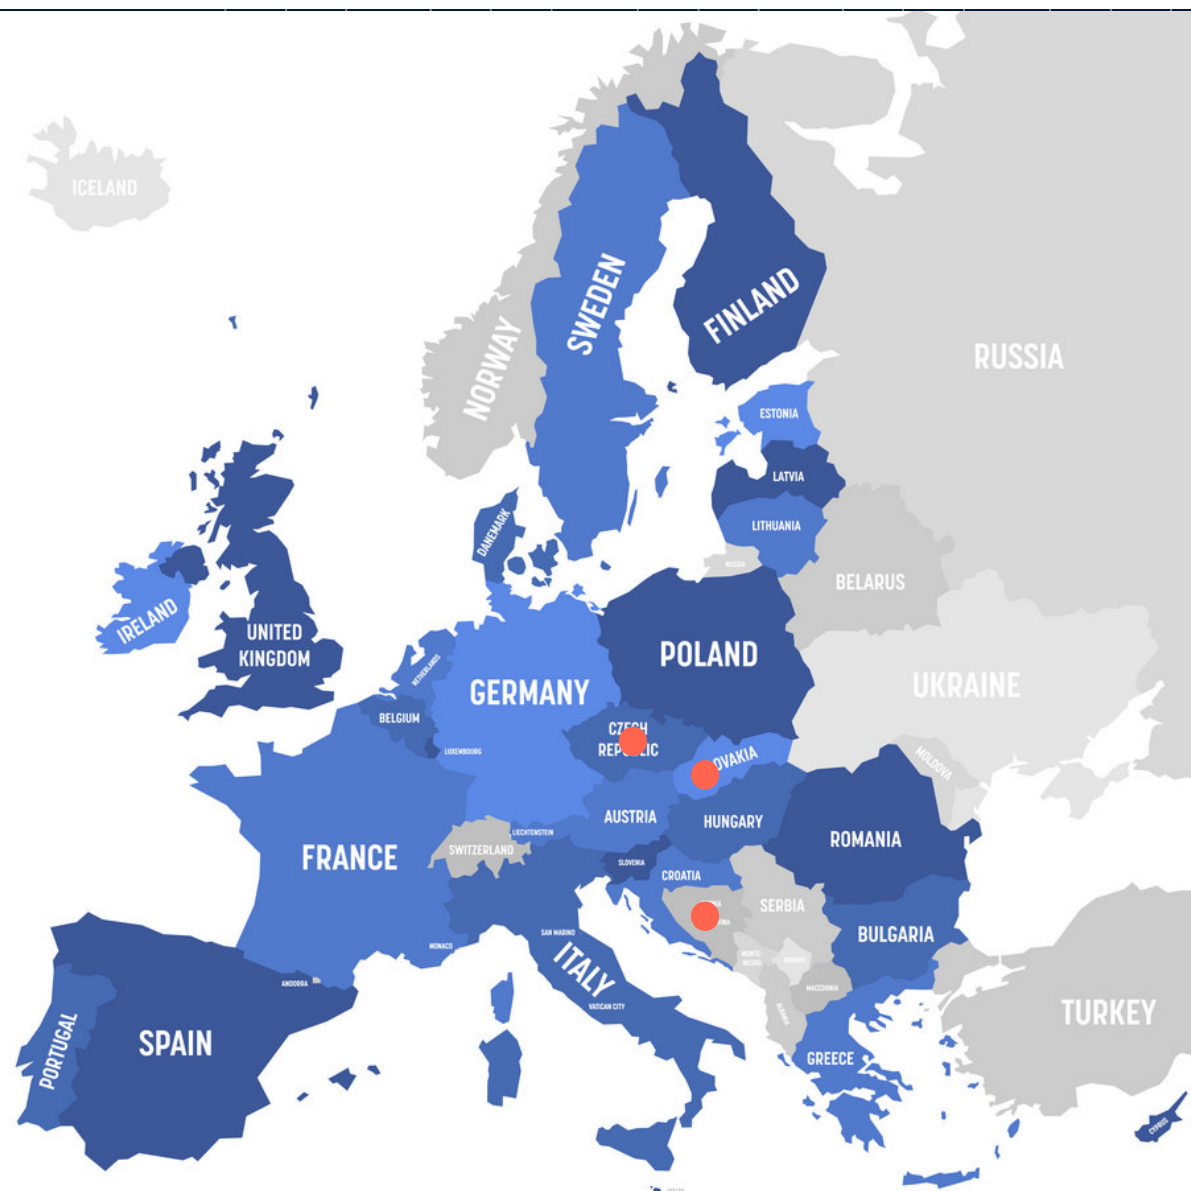 ICELAND
NORWAY
SWEDEN
FINLAND
RUSSIA
ESTONIA
LATVIA
LITHUANIA
DANEMARK
RUSSIA
BELARUS
IRELAND
UNITED
KINGDOM
NETHERLANDS
POLAND
GERMANY
UKRAINE
BELGIUM
LUXEMBOURG
CZECH
OVAKIA
MOLDOVA
AUSTRIA
HUNGARY
LIECHTENSTEIN
ROMANIA
SWITZERLAND
FRANCE
SLOVENIA
CROATIA
SERBIA
BULGARIA
SAN MARINO
MONACO
ITALY
MONTE
NEGRO
ANDORRA
MACEDONIA
VATICAN CITY
ALBANIA
TURKEY
SPAIN
PORTUGAL
GREECE
CYPRUS